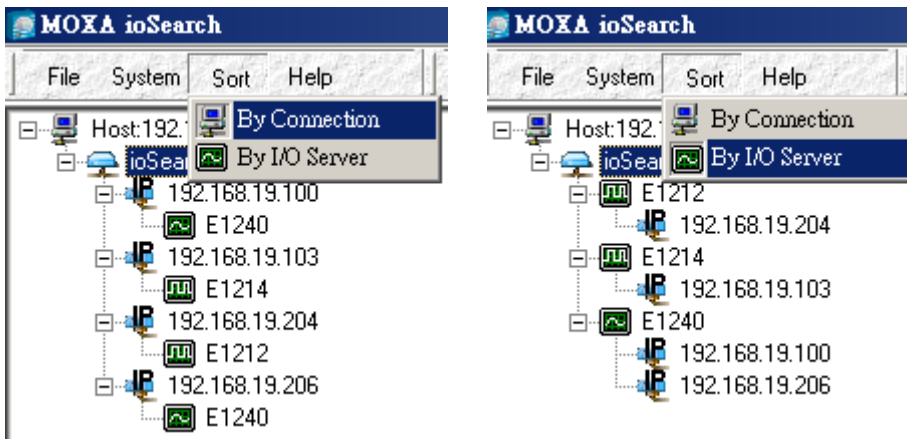 MOXA ioSearch
File System Sort Help
By Connection
By I/O Server
Host:192.
ioSear
192.168.19.100
E1240
192.168.19.103
E1214
192.168.19.204
E1212
192.168.19.206
E1240
MOXA ioSearch
File System Sort Help
By Connection
By I/O Server
Host:192.
ioSear
E1212
192.168.19.204
E1214
192.168.19.103
E1240
192.168.19.100
192.168.19.206